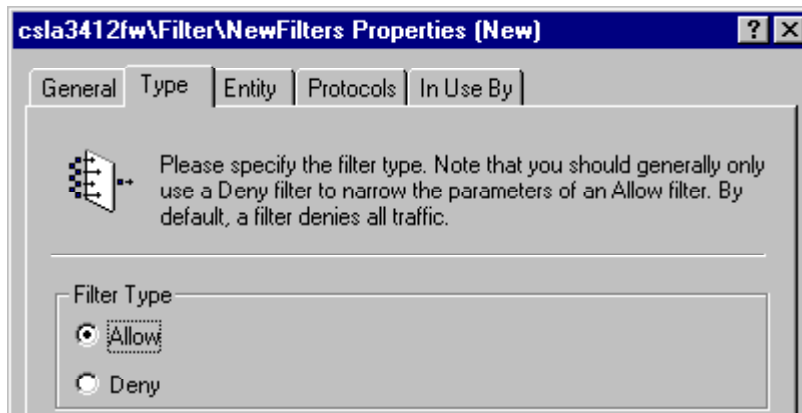 csla3412fw\Filter\NewFilters Properties (New)
General Type Entity Protocols In Use By
Please specify the filter type. Note that you should generally only
use a Deny filter to narrow the parameters of an Allow filter. By
default, a filter denies all traffic.
Filter Type
Allow
Deny